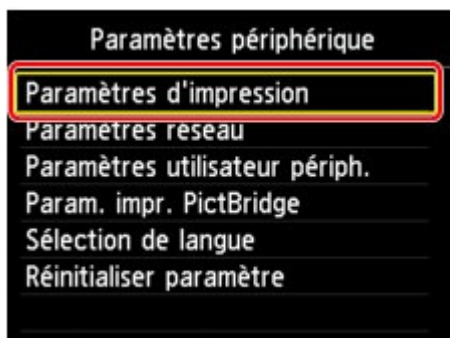 Paramètres périphérique
Paramètres d'impression
Paramètres réseau
Paramètres utilisateur périph.
Param. impr. PictBridge
Sélection de langue
Réinitialiser paramètre